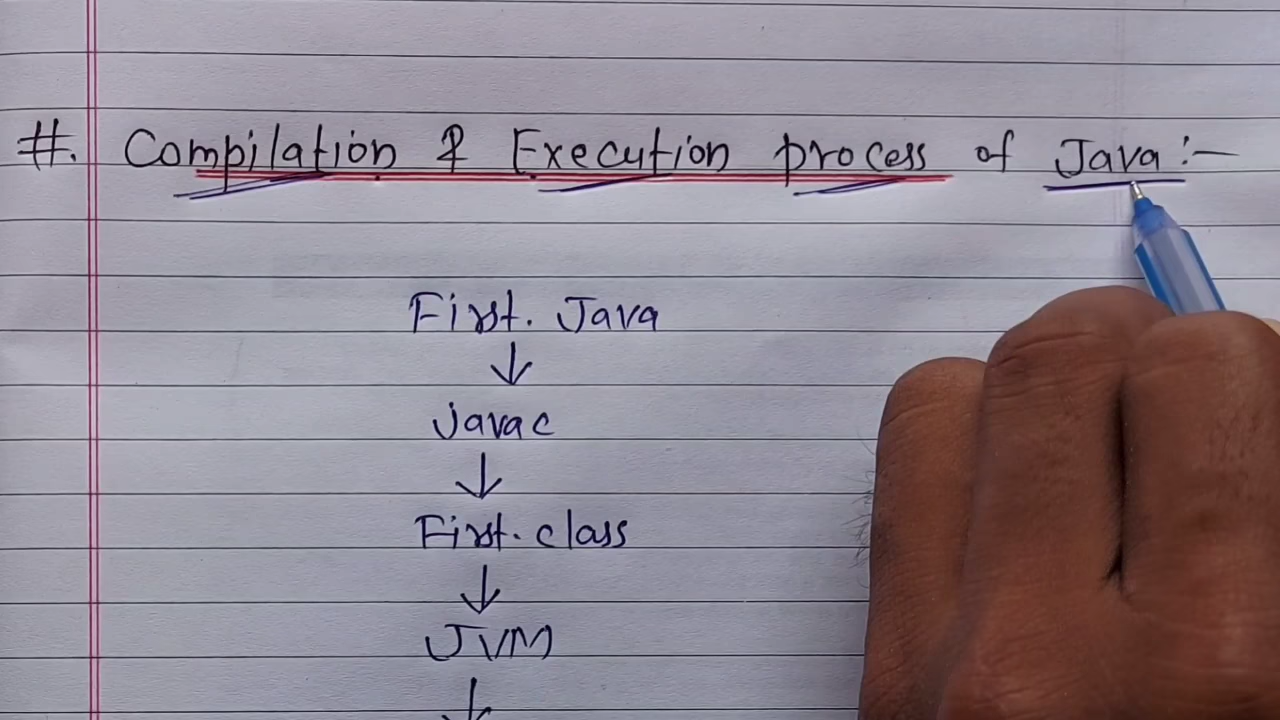 #. Compilation & Execution process of Java :-
First. Java
↓
javac
↓
First. class
↓
JVM
↓